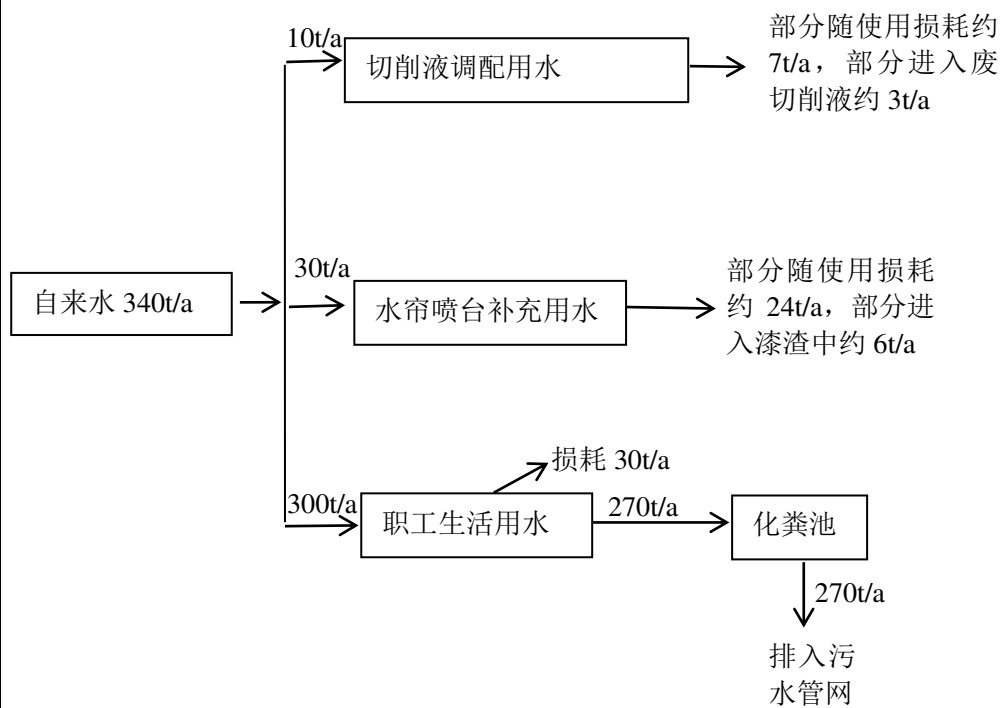 10t/a
切削液调配用水
部分随使用损耗约
7t/a，部分进入废
切削液约 3t/a
自来水 340t/a
30t/a
水帘喷台补充用水
部分随使用损耗
约 24t/a，部分进
入漆渣中约 6t/a
损耗 30t/a
300t/a
职工生活用水
270t/a
化粪池
270t/a
排入污
水管网